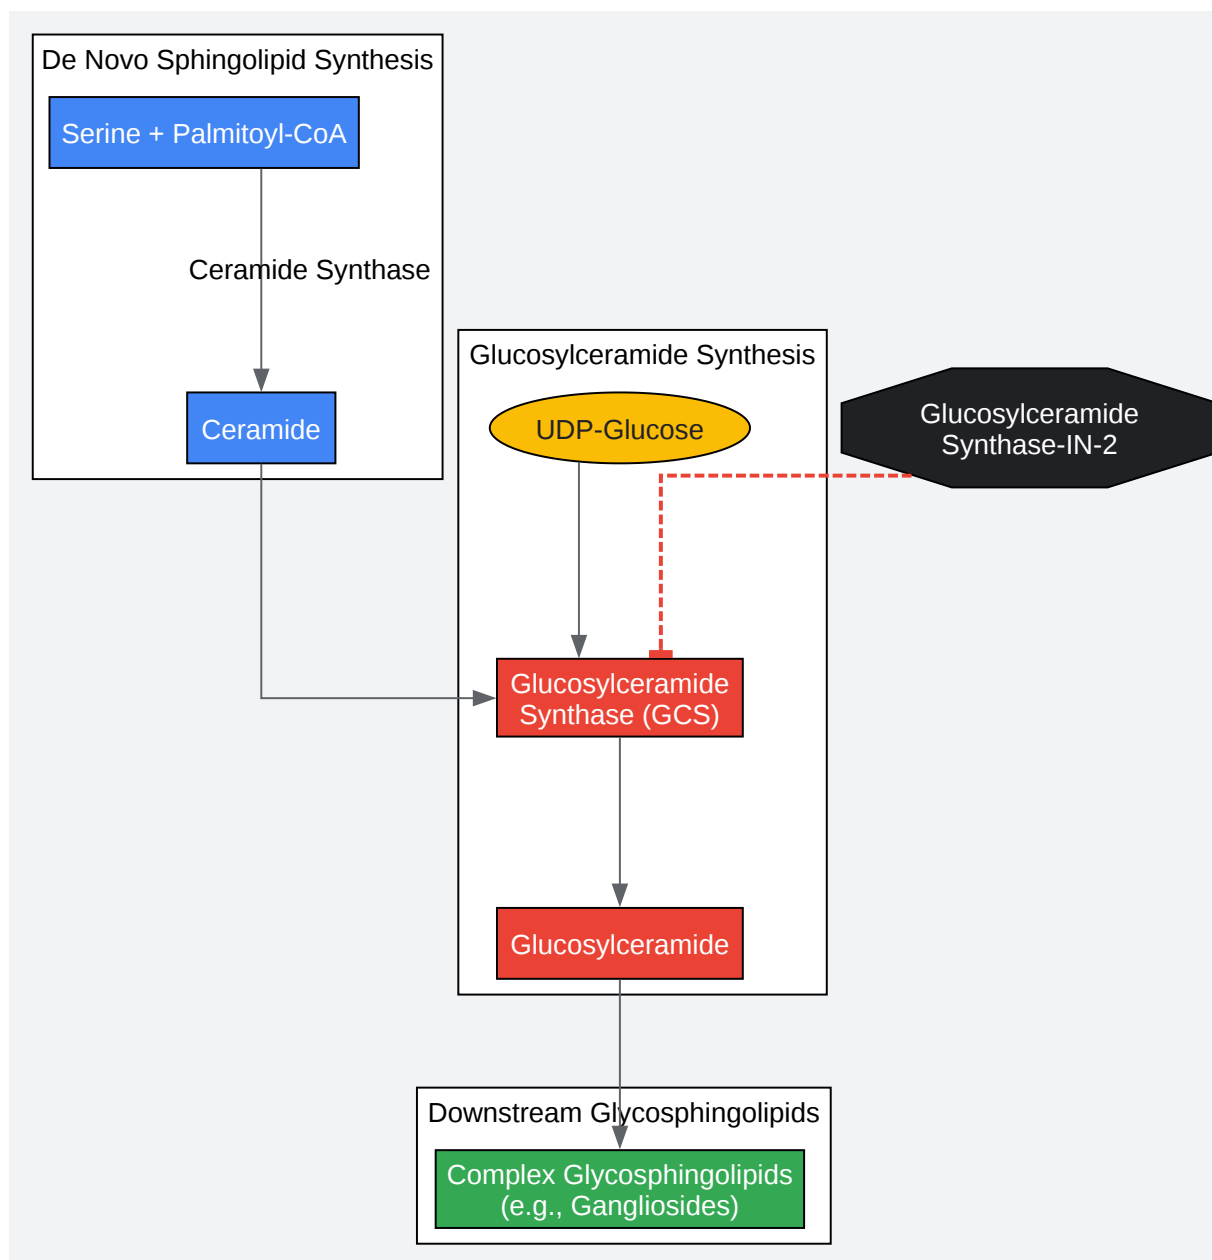 De Novo Sphingolipid Synthesis
Serine + Palmitoyl-CoA
Ceramide Synthase
Ceramide
Glucosylceramide Synthesis
UDP-Glucose
Glucosylceramide
Synthase-IN-2
Glucosylceramide
Synthase (GCS)
Glucosylceramide
Downstream Glycosphingolipids
Complex Glycosphingolipids
(e.g., Gangliosides)